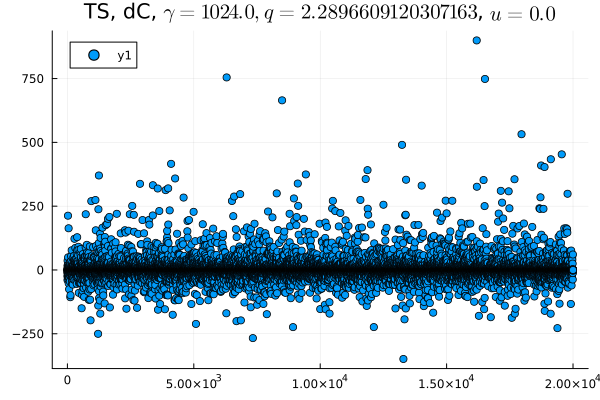 TS, dC, γ = 1024.0, q = 2.2896609120307163, u = 0.0
y1
750
500
250
0
−250
0 5.00×10³ 1.00×10⁴ 1.50×10⁴ 2.00×10⁴